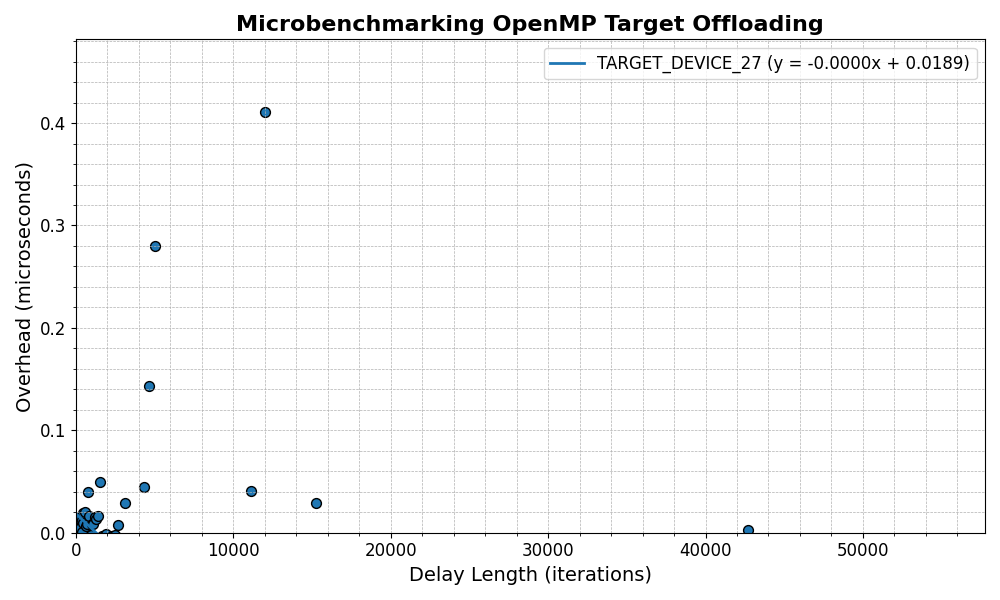 Microbenchmarking OpenMP Target Offloading
TARGET_DEVICE_27 (y = -0.0000x + 0.0189)
Overhead (microseconds)
0.4
0.3
0.2
0.1
0.0
0 10000 20000 30000 40000 50000
Delay Length (iterations)